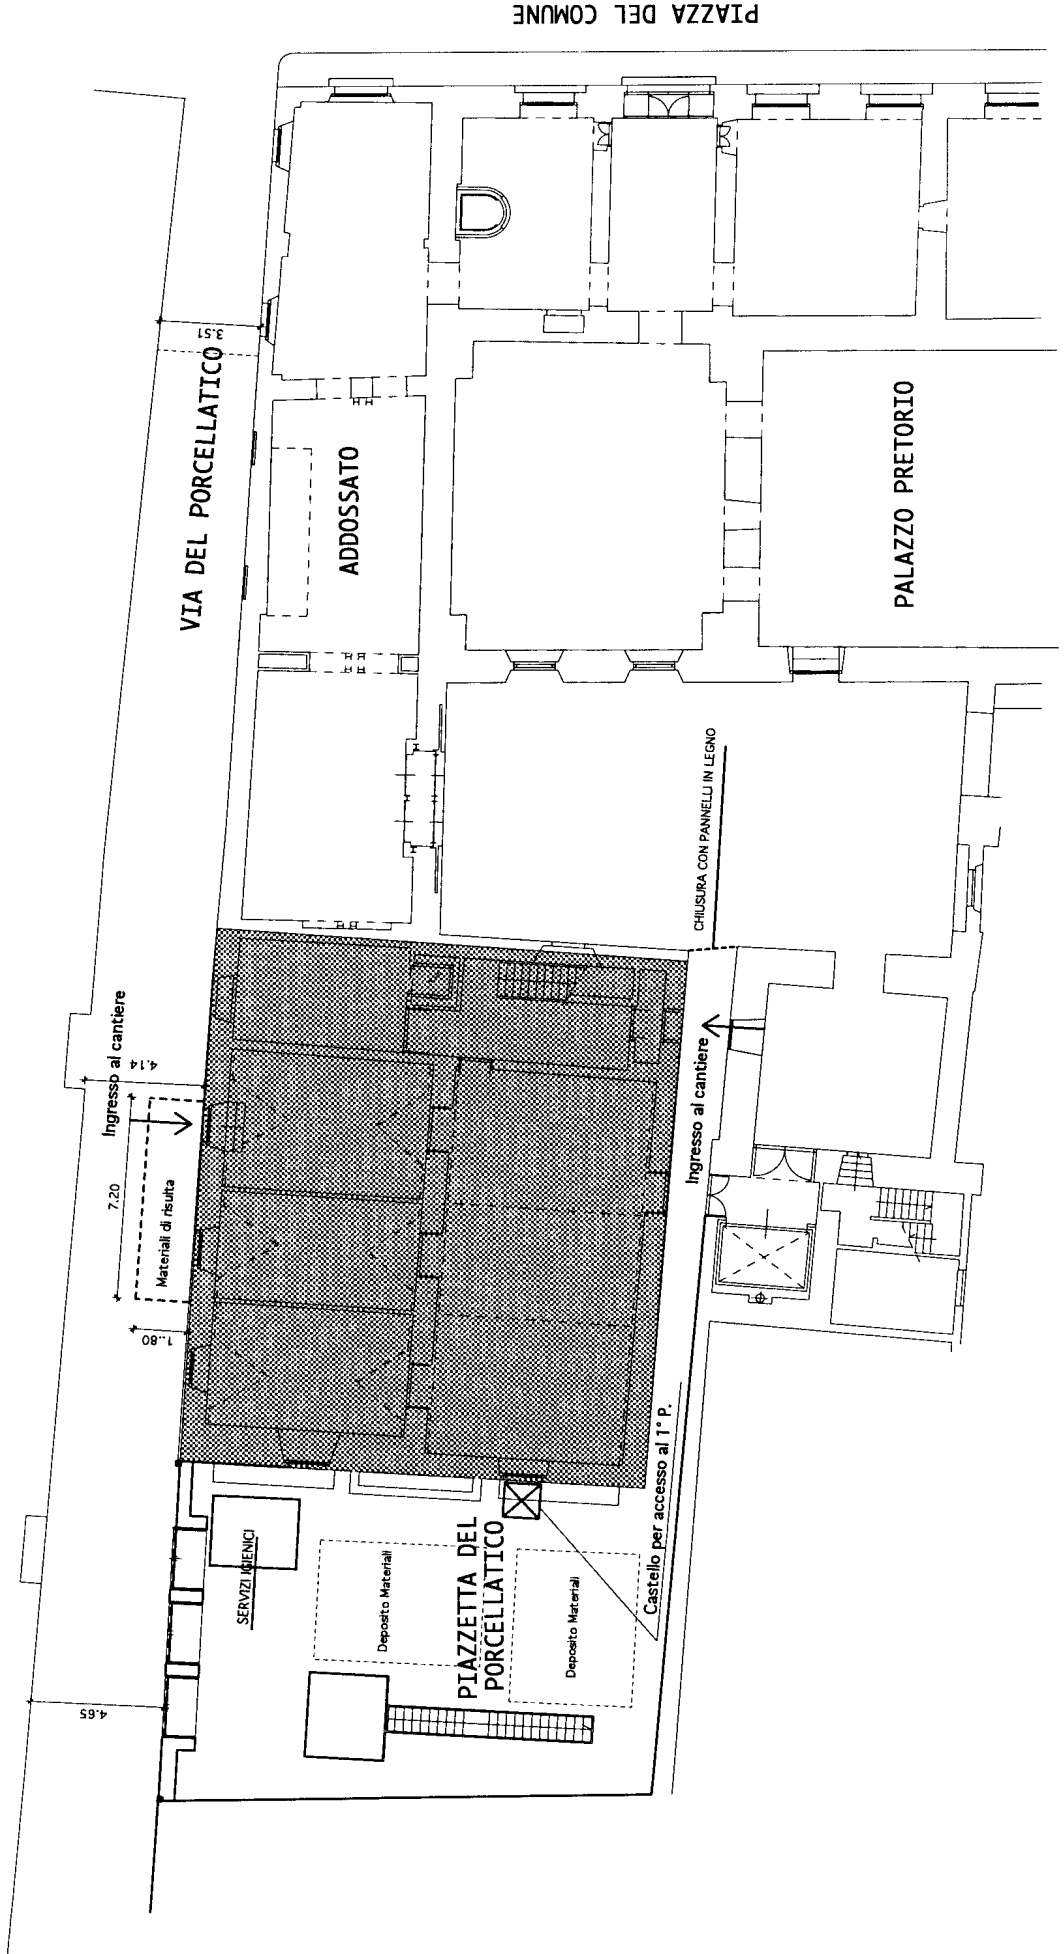 PIAZZA DEL COMUNE
3.51
VIA DEL PORCELLATICO
ADDOSSATO
PALAZZO PRETORIO
CHIUSURA CON PANNELLI IN LEGNO
Ingresso al cantiere
4.14
7.20
Materiali di risulta
1..80
Ingresso al cantiere
Castello per accesso al 1° P.
SERVIZI IGIENICI
Deposito Materiali
PIAZZETTA DEL
PORCELLATICO
Deposito Materiali
4.65